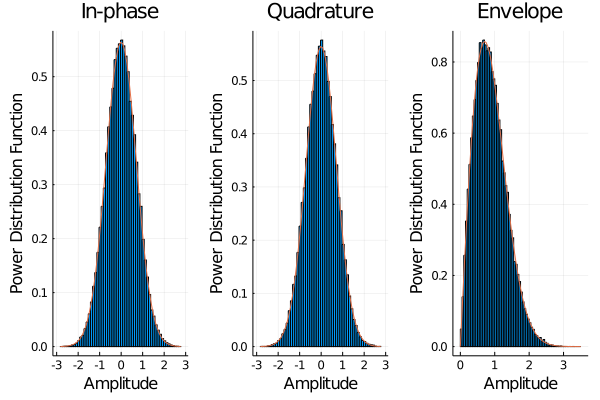 In-phase
Quadrature
Envelope
Power Distribution Function
0.5
0.4
0.3
0.2
0.1
0.0
-3 -2 -1 0 1 2 3
Amplitude
Power Distribution Function
0.5
0.4
0.3
0.2
0.1
0.0
-3 -2 -1 0 1 2 3
Amplitude
Power Distribution Function
0.8
0.6
0.4
0.2
0.0
0 1 2 3
Amplitude